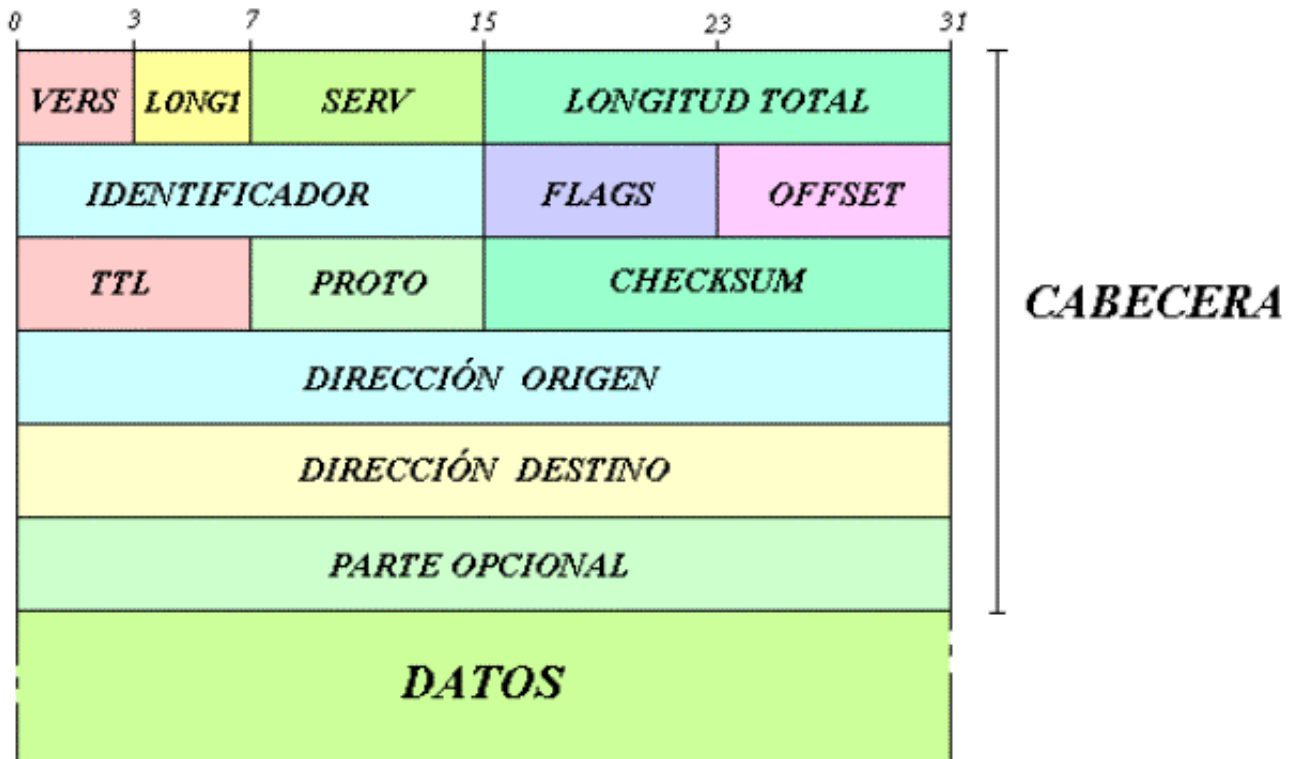 0 3 7 15 23 31
VERS LONG1 SERV LONGITUD TOTAL
IDENTIFICADOR FLAGS OFFSET
TTL PROTO CHECKSUM
CABECERA
DIRECCIÓN ORIGEN
DIRECCIÓN DESTINO
PARTE OPCIONAL
DATOS